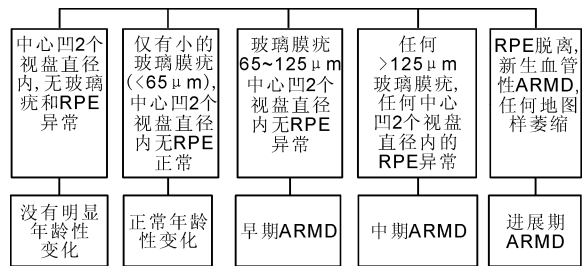 中心凹2个
视盘直径
内,无玻璃
疣和RPE
异常
仅有小的
玻璃膜疣
(<65μm),
中心凹2个
视盘直径
内无RPE
正常
玻璃膜疣
65~125μm
中心凹2个
视盘直径
内无RPE
异常
任何
>125μm
玻璃膜疣,
任何中心
凹2个视盘
直径内的
RPE异常
RPE脱离,
新生血管
性ARMD,
任何地图
样萎缩
没有明显
年龄性
变化
正常年龄
性变化
早期ARMD
中期ARMD
进展期
ARMD